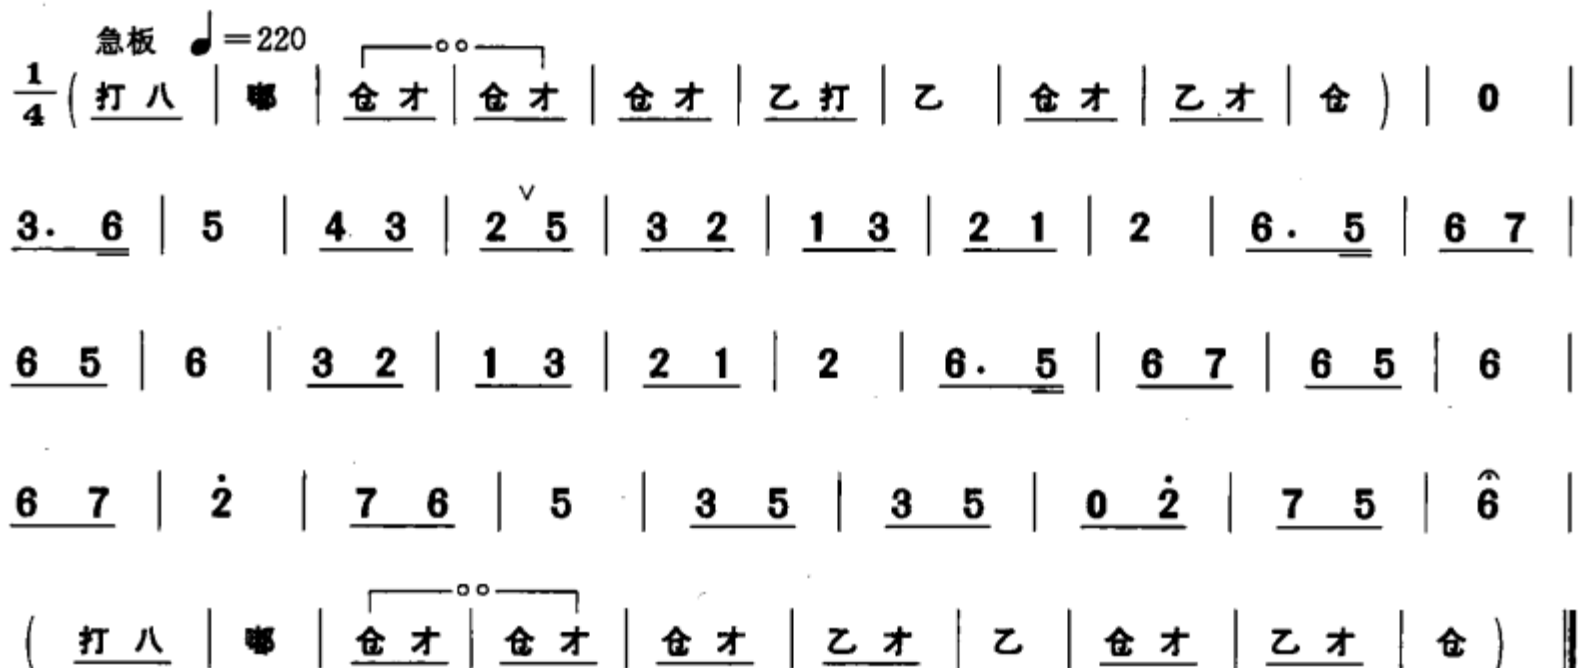 急板 ♩=220
1/4 ( 打 八 | 嘟 | 仓 才 | 仓 才 | 仓 才 | 乙 打 | 乙 | 仓 才 | 乙 才 | 仓 ) | 0 |
3. 6 | 5 | 4 3 | 2 ∨ 5 | 3 2 | 1 3 | 2 1 | 2 | 6. 5 | 6 7 |
6 5 | 6 | 3 2 | 1 3 | 2 1 | 2 | 6. 5 | 6 7 | 6 5 | 6 |
6 7 | 2̇ | 7 6 | 5 | 3 5 | 3 5 | 0 2̇ | 7 5 | 6 |
( 打 八 | 嘟 | 仓 才 | 仓 才 | 仓 才 | 乙 才 | 乙 | 仓 才 | 乙 才 | 仓 ) ‖